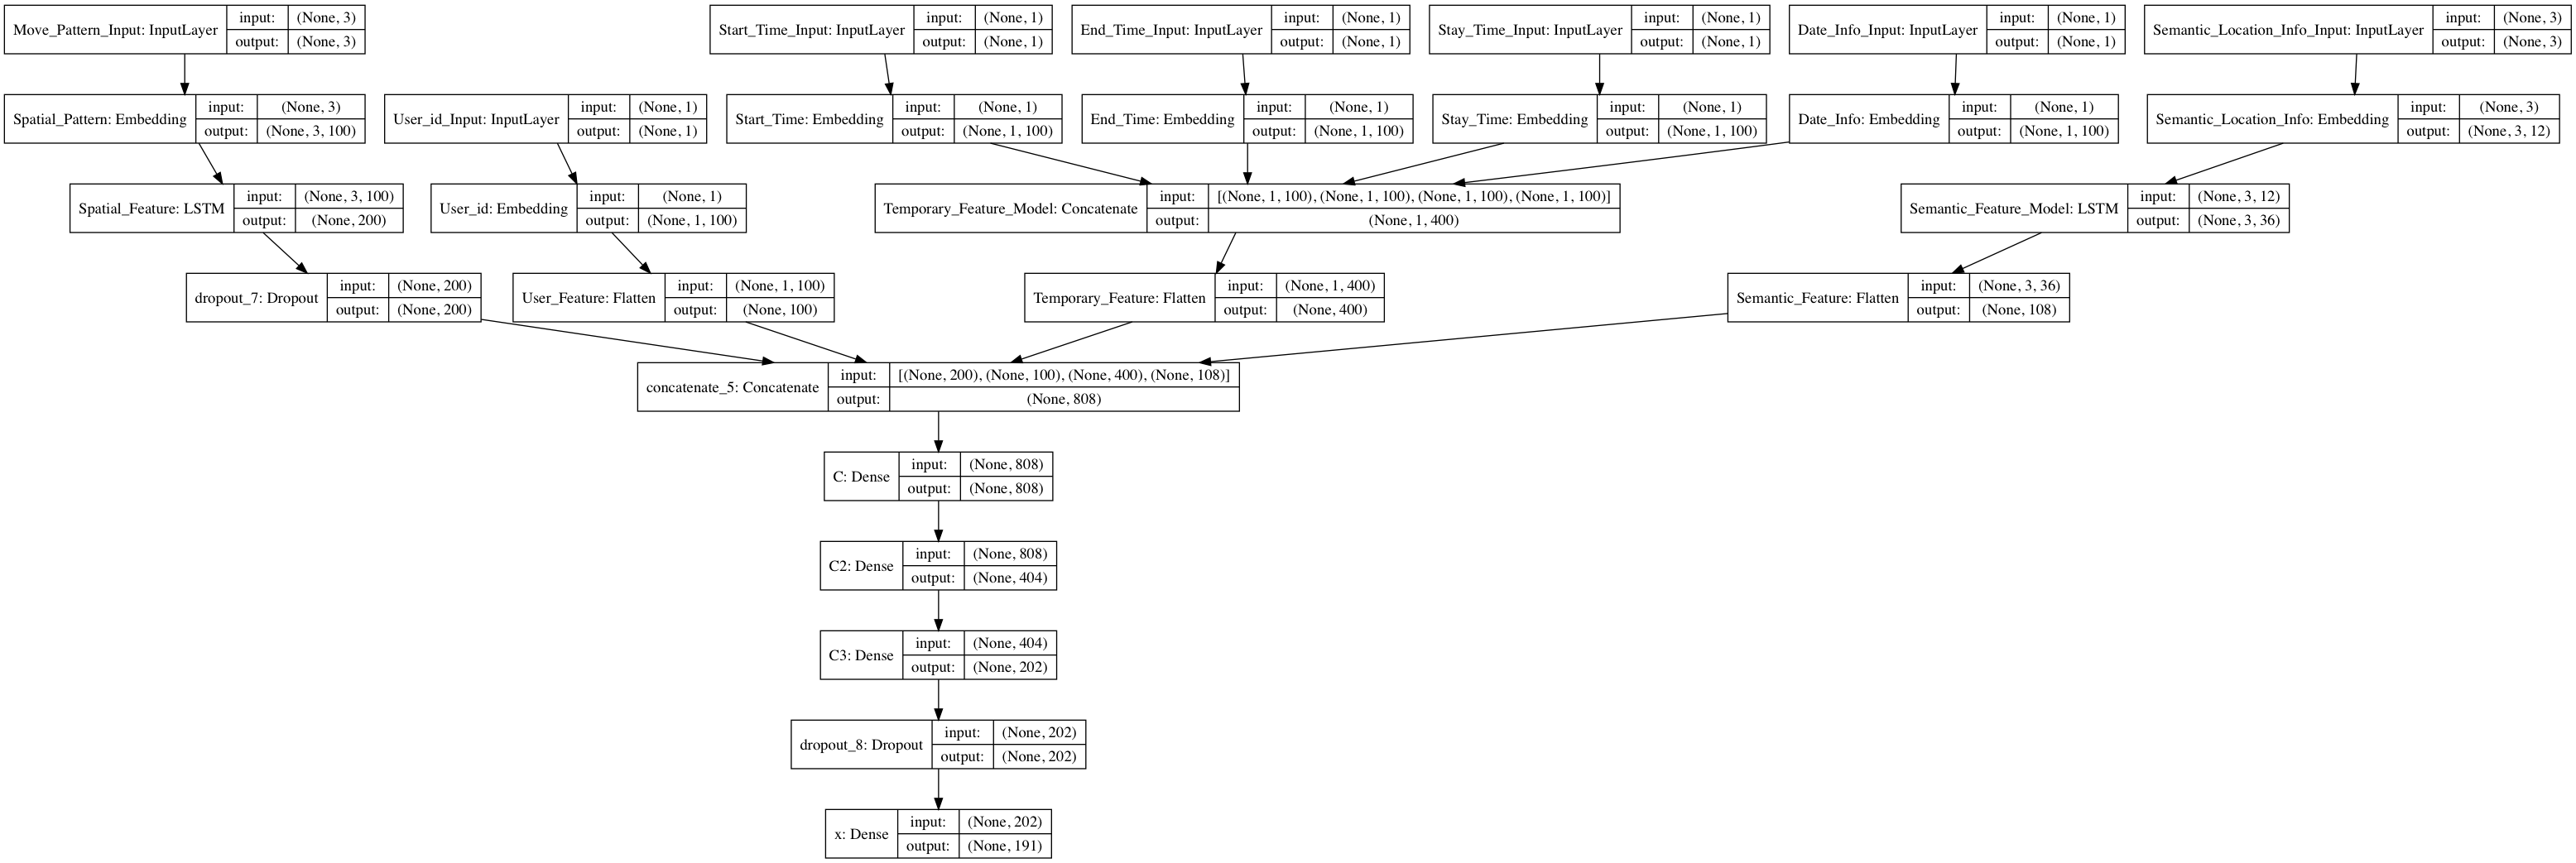 Move_Pattern_Input: InputLayer
input: (None, 3)
output: (None, 3)
Start_Time_Input: InputLayer
input: (None, 1)
output: (None, 1)
End_Time_Input: InputLayer
input: (None, 1)
output: (None, 1)
Stay_Time_Input: InputLayer
input: (None, 1)
output: (None, 1)
Date_Info_Input: InputLayer
input: (None, 1)
output: (None, 1)
Semantic_Location_Info_Input: InputLayer
input: (None, 3)
output: (None, 3)
Spatial_Pattern: Embedding
input: (None, 3)
output: (None, 3, 100)
User_id_Input: InputLayer
input: (None, 1)
output: (None, 1)
Start_Time: Embedding
input: (None, 1)
output: (None, 1, 100)
End_Time: Embedding
input: (None, 1)
output: (None, 1, 100)
Stay_Time: Embedding
input: (None, 1)
output: (None, 1, 100)
Date_Info: Embedding
input: (None, 1)
output: (None, 1, 100)
Semantic_Location_Info: Embedding
input: (None, 3)
output: (None, 3, 12)
Spatial_Feature: LSTM
input: (None, 3, 100)
output: (None, 200)
User_id: Embedding
input: (None, 1)
output: (None, 1, 100)
Temporary_Feature_Model: Concatenate
input: [(None, 1, 100), (None, 1, 100), (None, 1, 100), (None, 1, 100)]
output: (None, 1, 400)
Semantic_Feature_Model: LSTM
input: (None, 3, 12)
output: (None, 3, 36)
dropout_7: Dropout
input: (None, 200)
output: (None, 200)
User_Feature: Flatten
input: (None, 1, 100)
output: (None, 100)
Temporary_Feature: Flatten
input: (None, 1, 400)
output: (None, 400)
Semantic_Feature: Flatten
input: (None, 3, 36)
output: (None, 108)
concatenate_5: Concatenate
input: [(None, 200), (None, 100), (None, 400), (None, 108)]
output: (None, 808)
C: Dense
input: (None, 808)
output: (None, 808)
C2: Dense
input: (None, 808)
output: (None, 404)
C3: Dense
input: (None, 404)
output: (None, 202)
dropout_8: Dropout
input: (None, 202)
output: (None, 202)
x: Dense
input: (None, 202)
output: (None, 191)